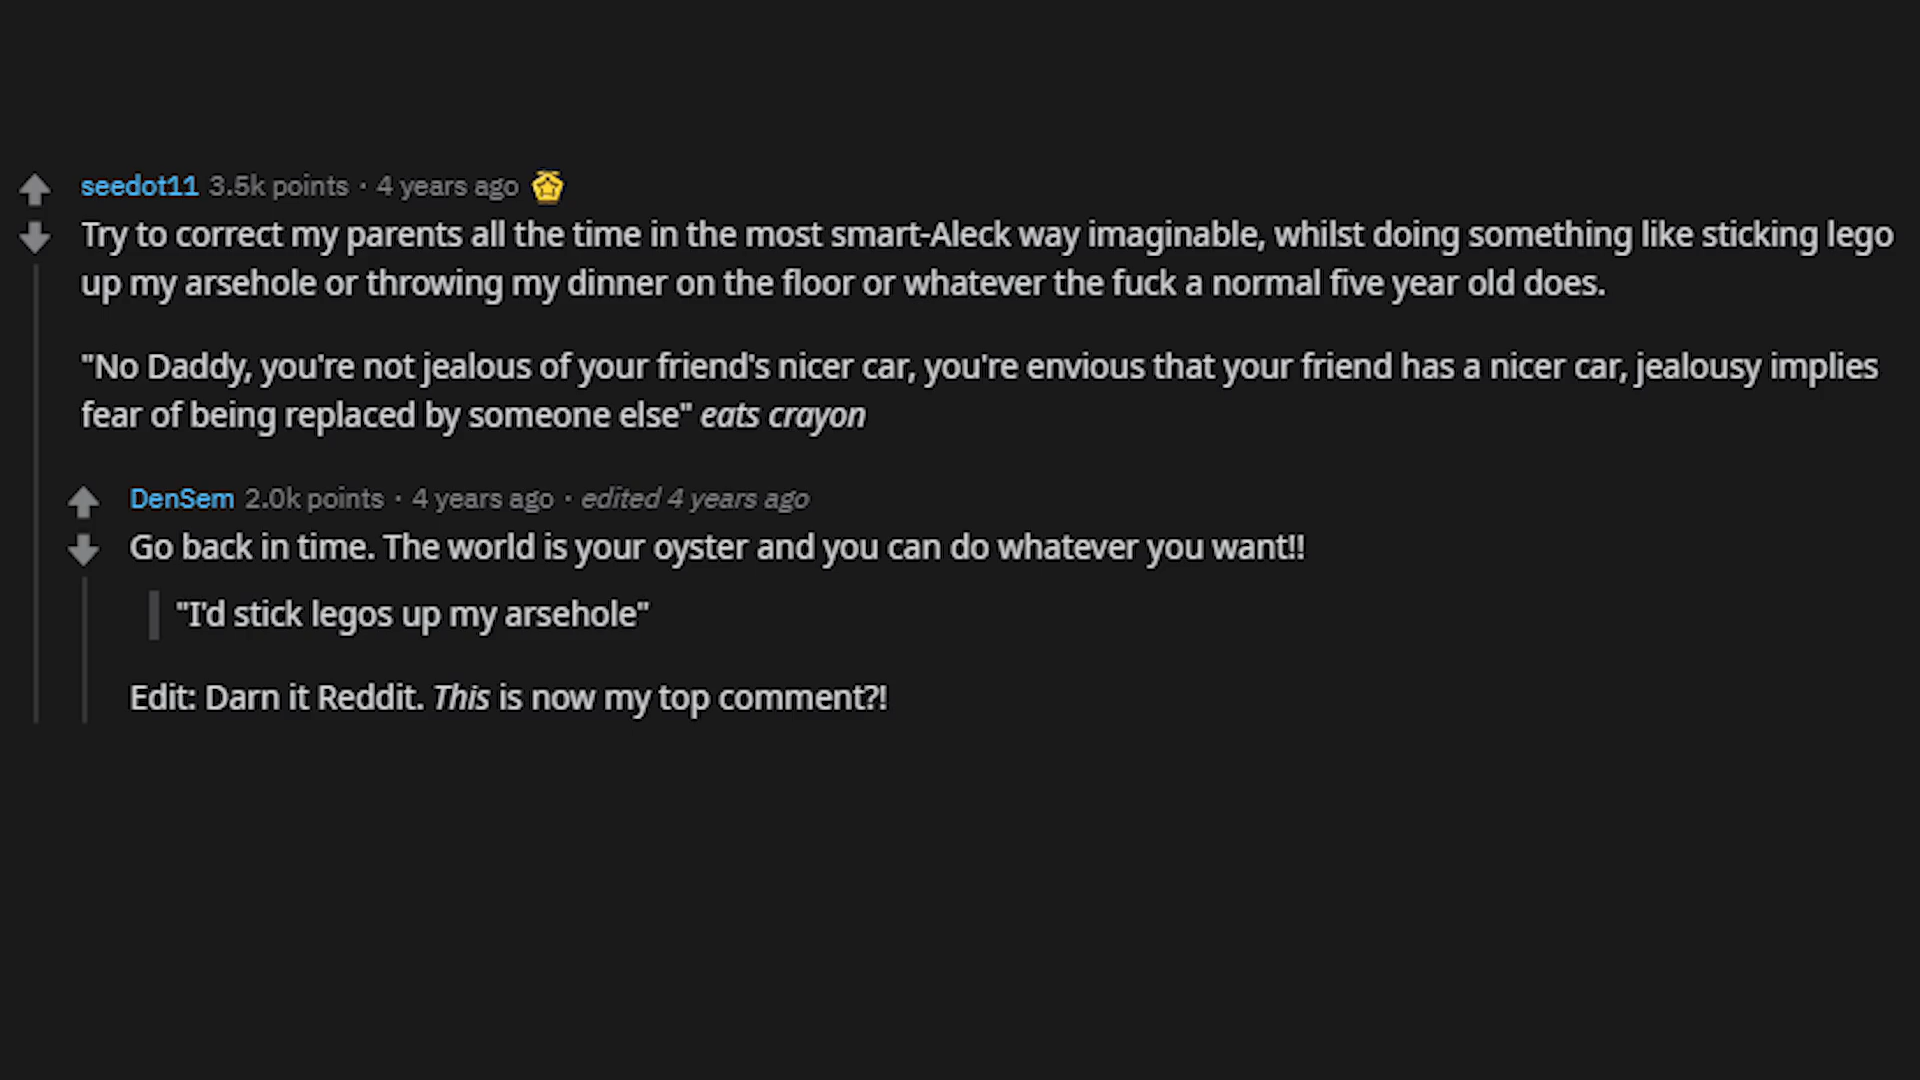 seedot11 3.5k points · 4 years ago
Try to correct my parents all the time in the most smart-Aleck way imaginable, whilst doing something like sticking lego
up my arsehole or throwing my dinner on the floor or whatever the fuck a normal five year old does.
"No Daddy, you're not jealous of your friend's nicer car, you're envious that your friend has a nicer car, jealousy implies
fear of being replaced by someone else" eats crayon
DenSem 2.0k points · 4 years ago · edited 4 years ago
Go back in time. The world is your oyster and you can do whatever you want!!
"I'd stick legos up my arsehole"
Edit: Darn it Reddit. This is now my top comment?!